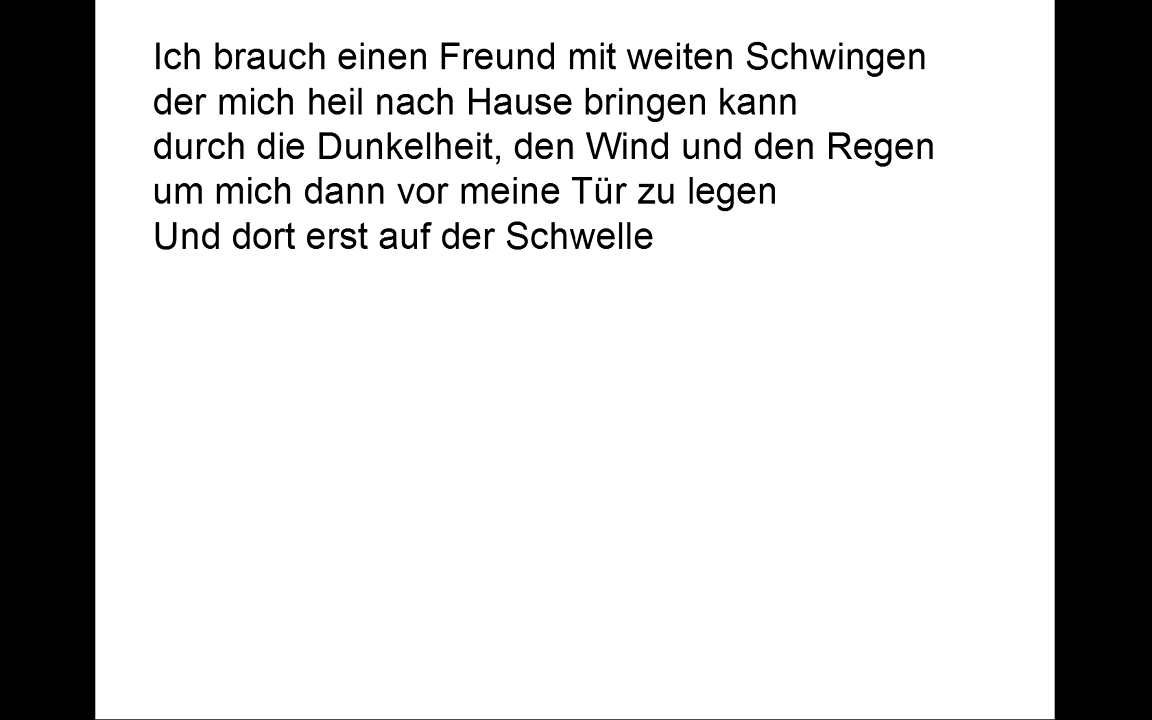 Ich brauch einen Freund mit weiten Schwingen
der mich heil nach Hause bringen kann
durch die Dunkelheit, den Wind und den Regen
um mich dann vor meine Tür zu legen
Und dort erst auf der Schwelle